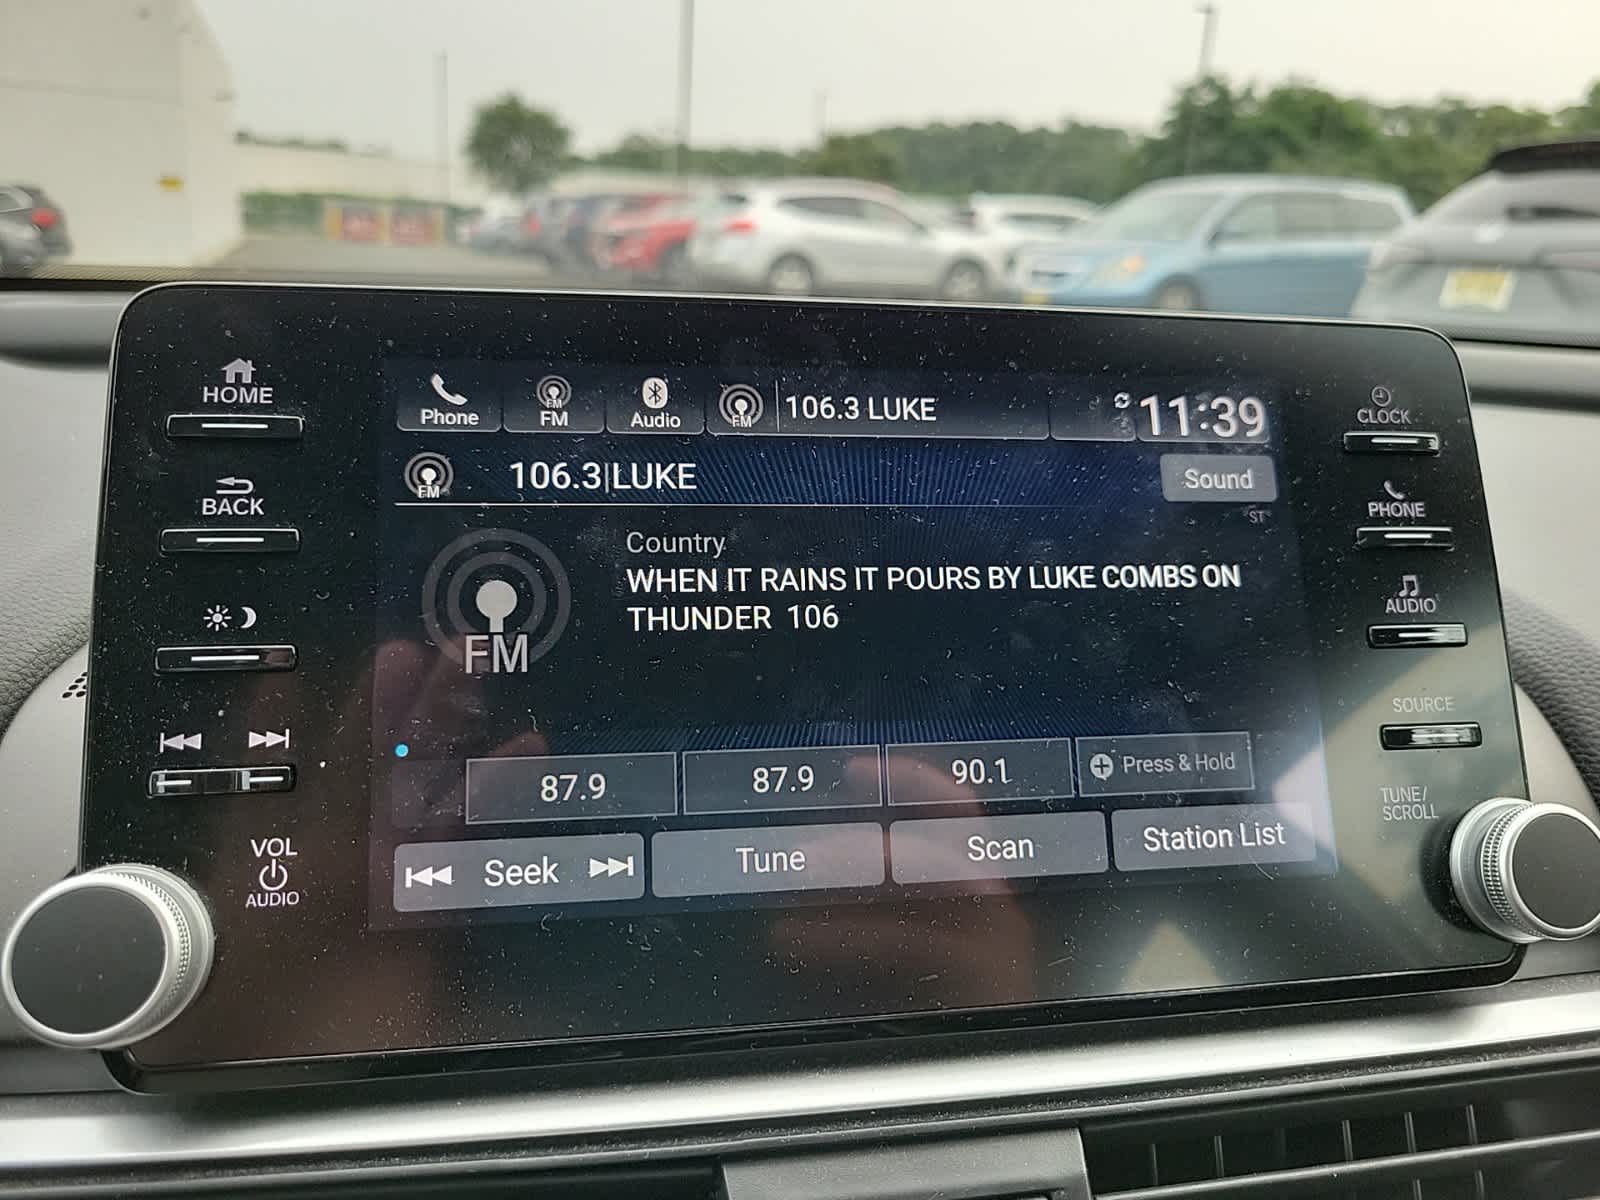 HOME
BACK
VOL
AUDIO
Phone
FM
FM
Audio
FM
106.3 LUKE
11:39
FM
106.3 LUKE
Sound
ST
Country
WHEN IT RAINS IT POURS BY LUKE COMBS ON
THUNDER 106
FM
87.9
87.9
90.1
Press & Hold
Seek
Tune
Scan
Station List
CLOCK
PHONE
AUDIO
SOURCE
TUNE/
SCROLL